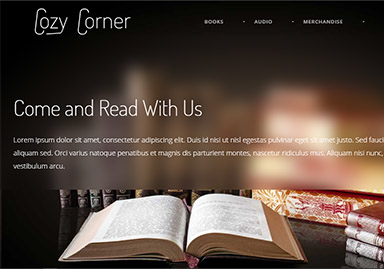 Cozy Corner
BOOKS AUDIO MERCHANDISE
Come and Read With Us
Lorem ipsum dolor sit amet, consectetur adipiscing elit. Duis id nisi ut nisl egestas pulvinar eget sit amet justo. Sed fauci
aliquam sed. Orci varius natoque penatibus et magnis dis parturient montes, nascetur ridiculus mus. Aliquam erat nisi nunc,
vestibulum arcu.